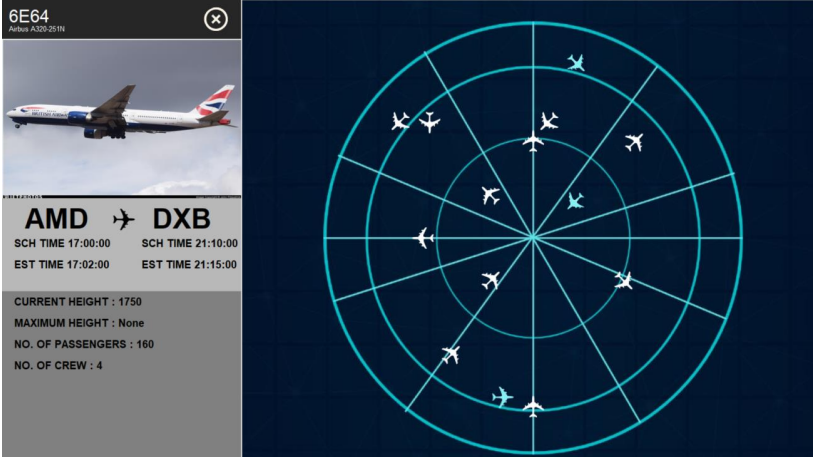 6E64
Airbus A320-251N
BRITISH AIRWAYS
AMD DXB
SCH TIME 17:00:00 SCH TIME 21:10:00
EST TIME 17:02:00 EST TIME 21:15:00
CURRENT HEIGHT : 1750
MAXIMUM HEIGHT : None
NO. OF PASSENGERS : 160
NO. OF CREW : 4